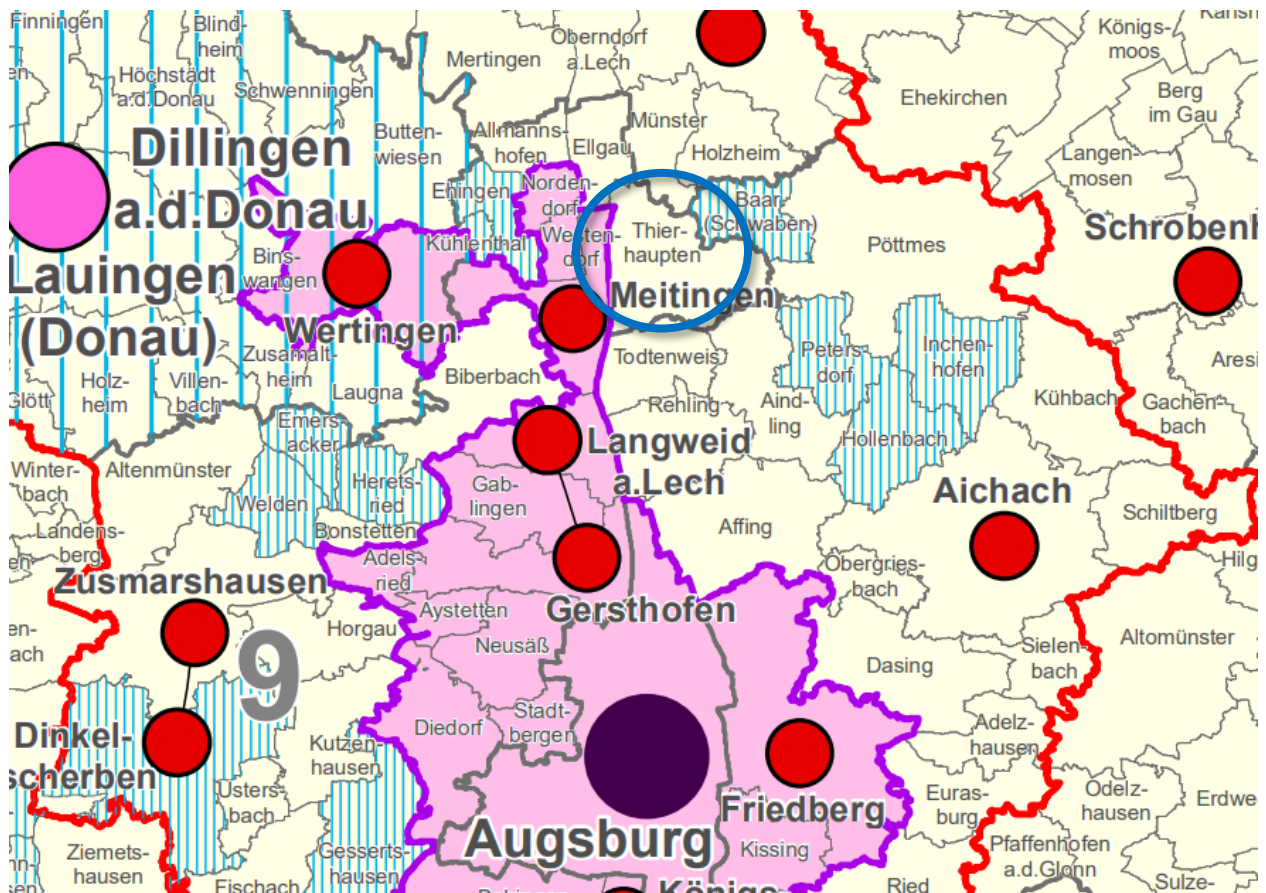 Finningen
Blind-
heim
Oberndorf
a.Lech
Königs-
moos
Mertingen
Höchstädt
a.d.Donau
Schwenningen
Ehekirchen
Berg
im Gau
Butten-
wiesen
Allmanns-
hofen
Ellgau
Münster
Holzheim
Langen-
mosen
Dillingen
a.d.Donau
Ehingen
Norden-
dorf
Baar
(Schwaben)
Thier-
haupten
Pöttmes
Kühlenthal
Westen-
dorf
Bins-
wangen
Lauingen
(Donau)
Meitingen
Wertingen
Zusamalt-
heim
Todtenweis
Peters-
dorf
Inchen-
hofen
Holz-
heim
Villen-
bach
Laugna
Biberbach
Glött
Rehling
Aind-
ling
Kühbach
Gachen-
bach
Emers-
acker
Hollenbach
Langweid
a.Lech
Winter-
bach
Altenmünster
Welden
Herets-
ried
Gab-
lingen
Aichach
Affing
Schiltberg
Landens-
berg
Bonstetten
Adels-
ried
Obergries-
bach
Zusmarshausen
Aystetten
Gersthofen
Horgau
Neusäß
9
Dasing
Sielen-
bach
Altomünster
Stadt-
bergen
Diedorf
Adelz-
hausen
Dinkel-
scherben
Kutzen-
hausen
Usters-
bach
Friedberg
Euras-
burg
Odelz-
hausen
Augsburg
Kissing
Pfaffenhofen
a.d.Glonn
Ziemets-
hausen
Gesserts-
hausen
Fischach
Königs-
Ried
Sulze-